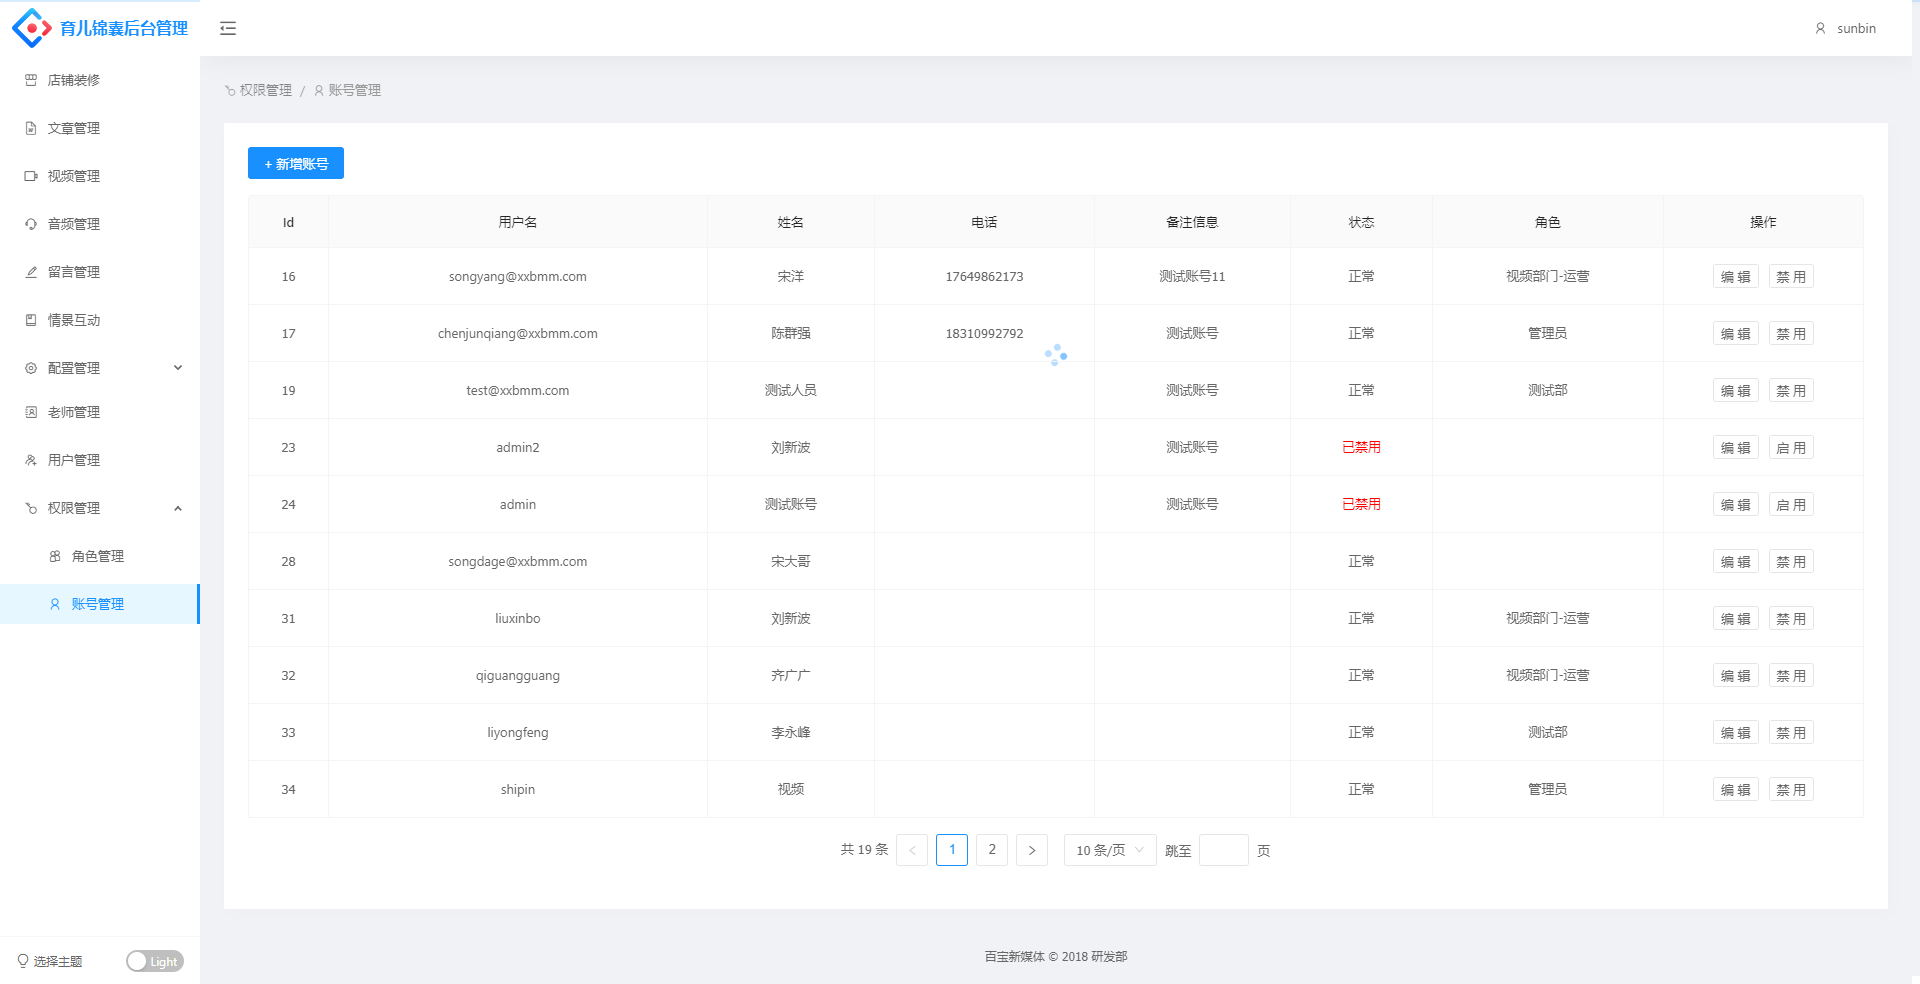 育儿锦囊后台管理
sunbin
店铺装修
文章管理
视频管理
音频管理
留言管理
情景互动
配置管理
老师管理
用户管理
权限管理
角色管理
账号管理
选择主题 Light
权限管理 / 账号管理
+ 新增账号
Id 用户名 姓名 电话 备注信息 状态 角色 操作
16 songyang@xxbmm.com 宋洋 17649862173 测试账号11 正常 视频部门-运营 编 辑 禁 用
17 chenjunqiang@xxbmm.com 陈群强 18310992792 测试账号 正常 管理员 编 辑 禁 用
19 test@xxbmm.com 测试人员 测试账号 正常 测试部 编 辑 禁 用
23 admin2 刘新波 测试账号 已禁用 编 辑 启 用
24 admin 测试账号 测试账号 已禁用 编 辑 启 用
28 songdage@xxbmm.com 宋大哥 正常 编 辑 禁 用
31 liuxinbo 刘新波 正常 视频部门-运营 编 辑 禁 用
32 qiguangguang 齐广广 正常 视频部门-运营 编 辑 禁 用
33 liyongfeng 李永峰 正常 测试部 编 辑 禁 用
34 shipin 视频 正常 管理员 编 辑 禁 用
共 19 条 < 1 2 > 10 条/页 跳至 页
百宝新媒体 © 2018 研发部